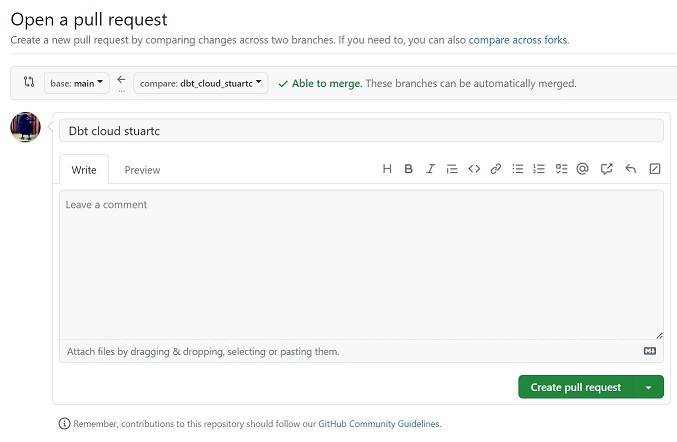 Open a pull request
Create a new pull request by comparing changes across two branches. If you need to, you can also compare across forks.
base: main
...
compare: dbt_cloud_stuartc
Able to merge. These branches can be automatically merged.
Dbt cloud stuartc
Write Preview
Leave a comment
Attach files by dragging & dropping, selecting or pasting them.
Create pull request
Remember, contributions to this repository should follow our GitHub Community Guidelines.